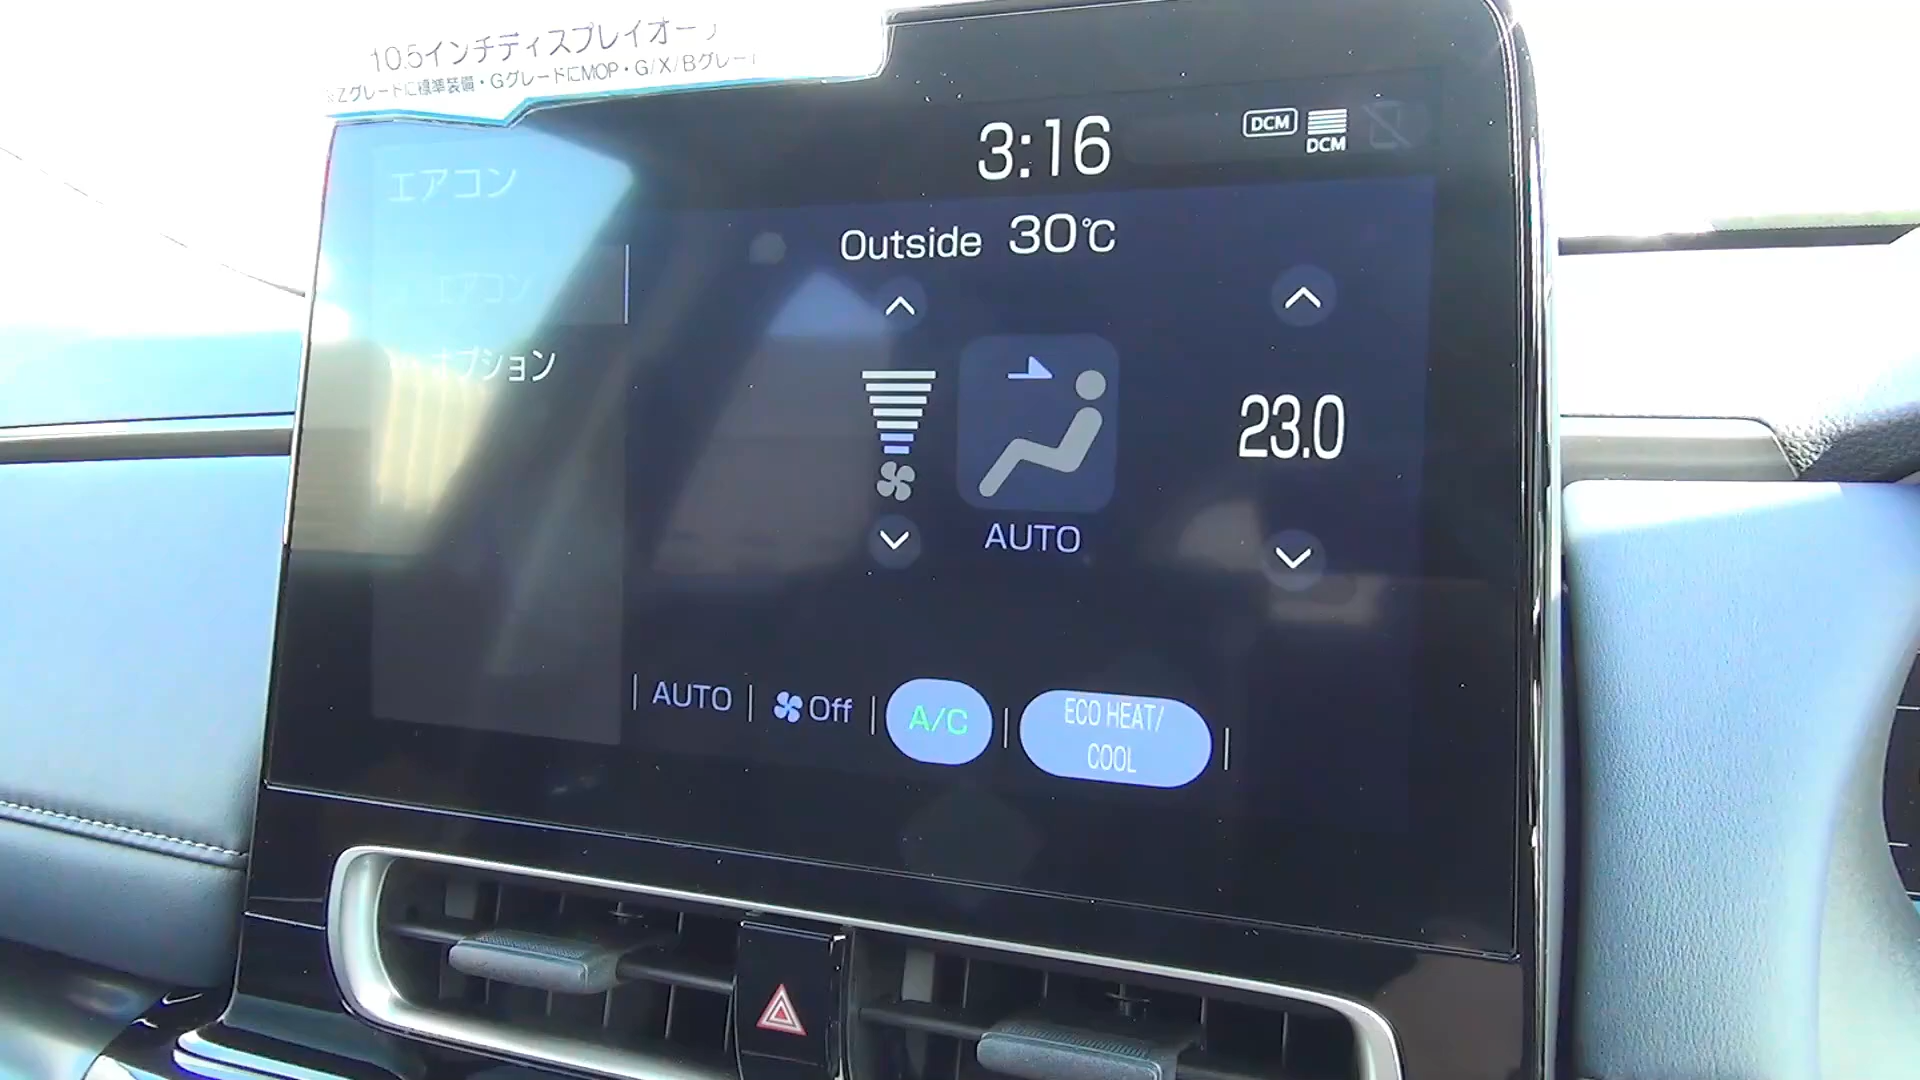 10.5インチディスプレイオー
※Zグレードに標準装備・GグレードにMOP・G/X/Bグレー
3:16
DCM
DCM
エアコン
Outside 30℃
エアコン
オプション
23.0
AUTO
AUTO
Off
A/C
ECO HEAT/
COOL